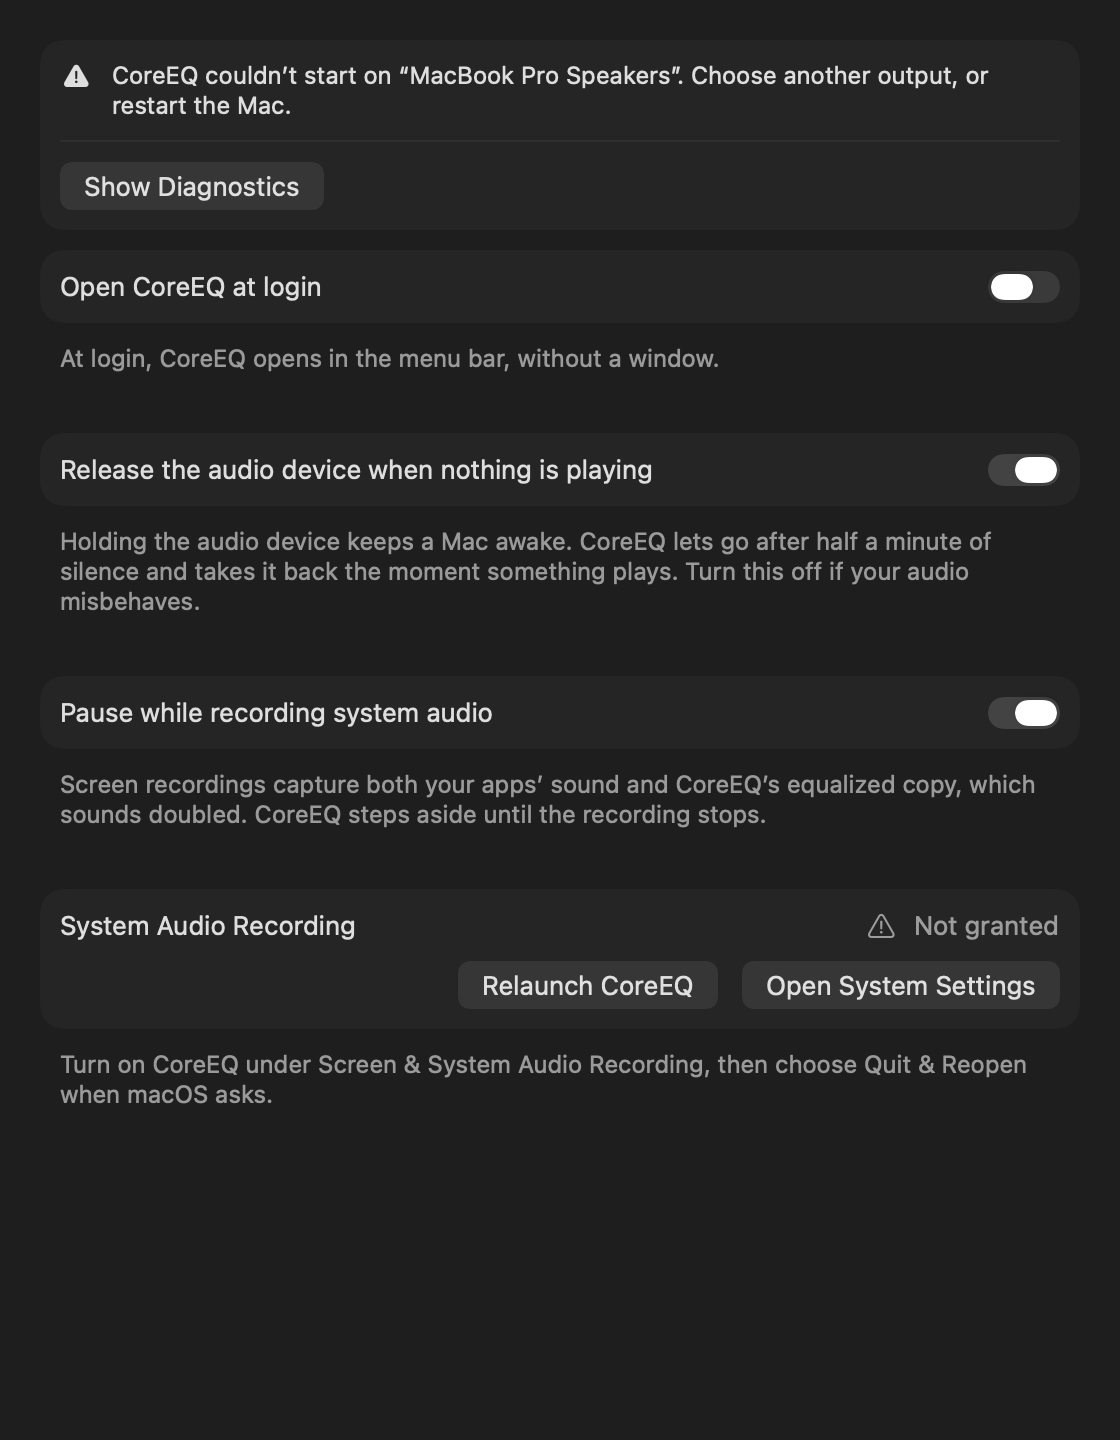 CoreEQ couldn’t start on “MacBook Pro Speakers”. Choose another output, or
restart the Mac.
Show Diagnostics
Open CoreEQ at login
At login, CoreEQ opens in the menu bar, without a window.
Release the audio device when nothing is playing
Holding the audio device keeps a Mac awake. CoreEQ lets go after half a minute of
silence and takes it back the moment something plays. Turn this off if your audio
misbehaves.
Pause while recording system audio
Screen recordings capture both your apps’ sound and CoreEQ’s equalized copy, which
sounds doubled. CoreEQ steps aside until the recording stops.
System Audio Recording
Not granted
Relaunch CoreEQ
Open System Settings
Turn on CoreEQ under Screen & System Audio Recording, then choose Quit & Reopen
when macOS asks.